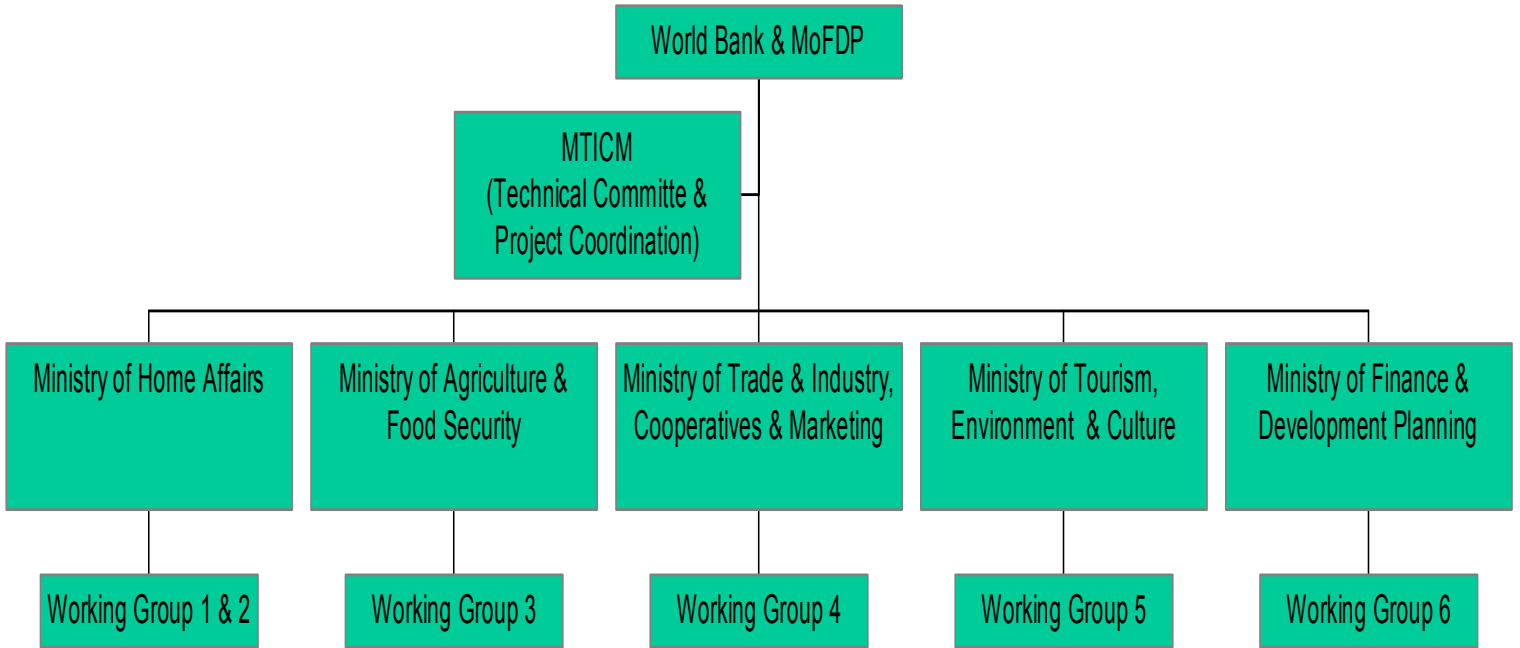 World Bank & MoFDP
MTICM
(Technical Committe &
Project Coordination)
Ministry of Home Affairs
Ministry of Agriculture &
Food Security
Ministry of Trade & Industry,
Cooperatives & Marketing
Ministry of Tourism,
Environment & Culture
Ministry of Finance &
Development Planning
Working Group 1 & 2
Working Group 3
Working Group 4
Working Group 5
Working Group 6